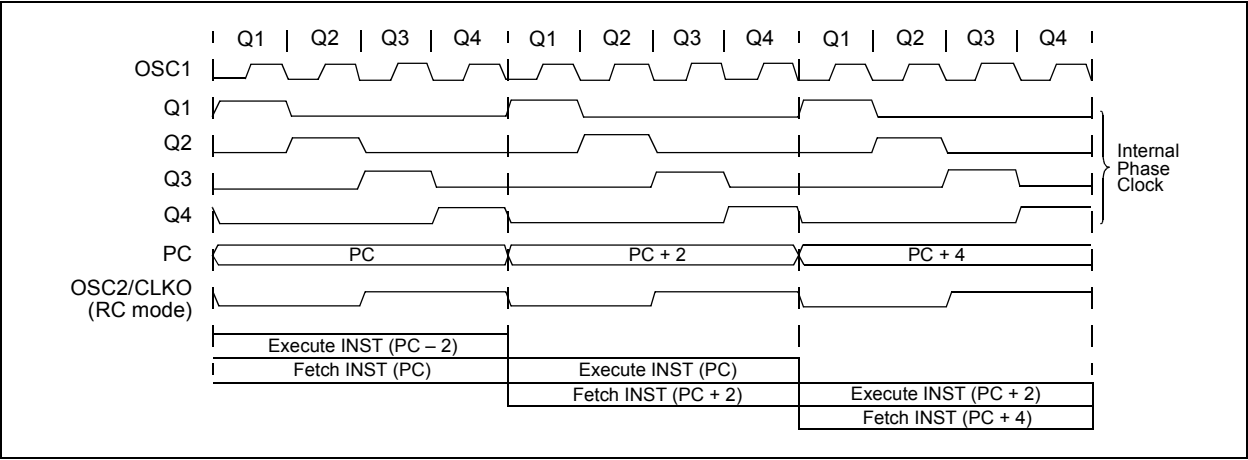 Q1 Q2 Q3 Q4 Q1 Q2 Q3 Q4 Q1 Q2 Q3 Q4
OSC1
Q1
Q2
Q3
Q4
Internal
Phase
Clock
PC PC PC + 2 PC + 4
OSC2/CLKO
(RC mode)
Execute INST (PC – 2)
Fetch INST (PC) Execute INST (PC)
Fetch INST (PC + 2) Execute INST (PC + 2)
Fetch INST (PC + 4)